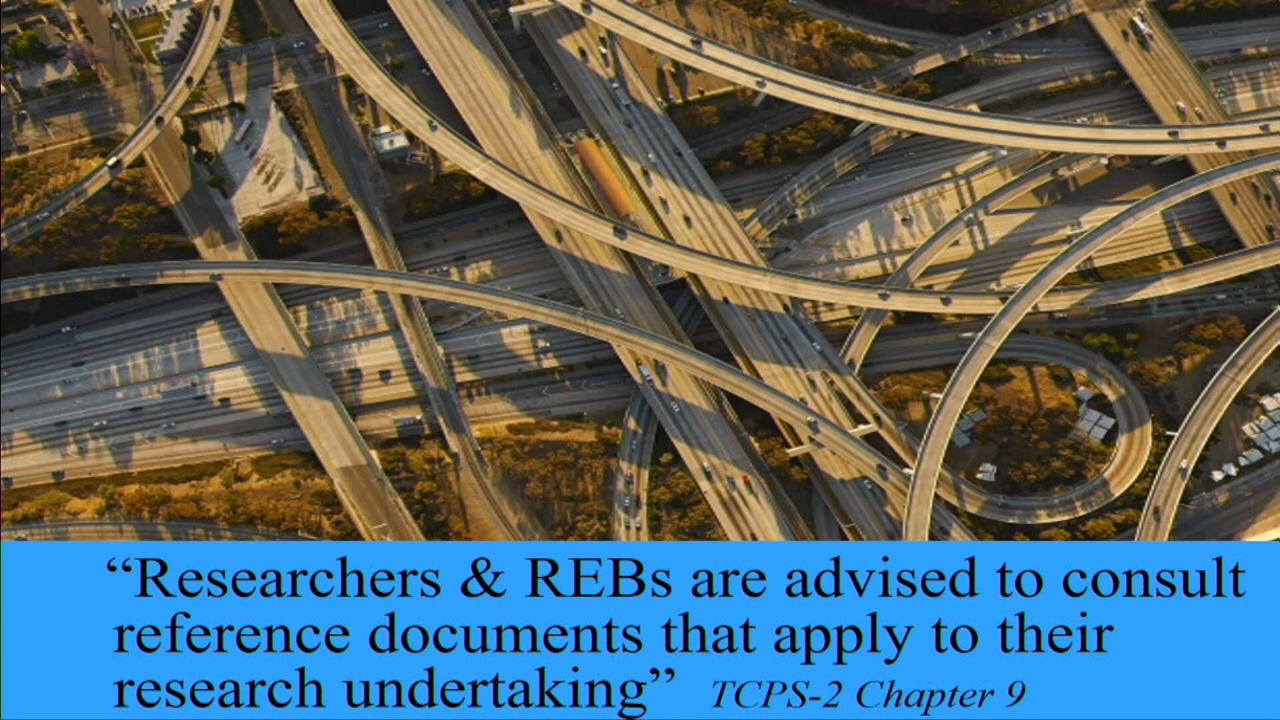 “Researchers & REBs are advised to consult
reference documents that apply to their
research undertaking” TCPS-2 Chapter 9